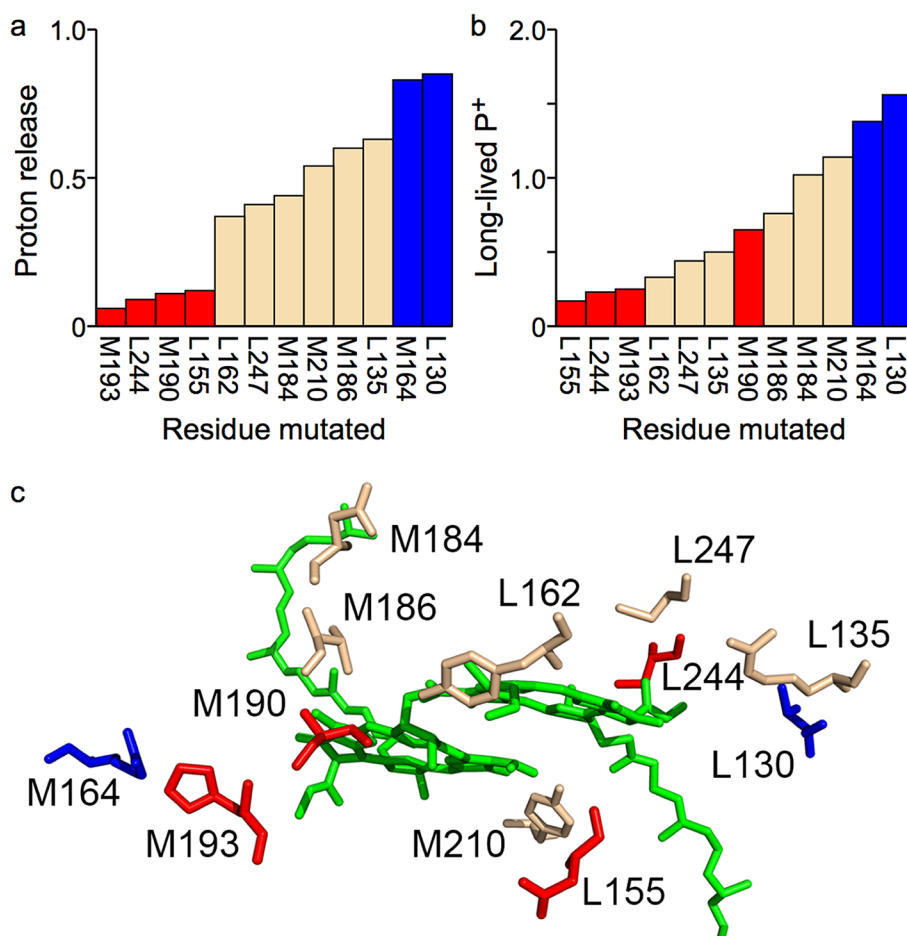 a
b
1.0
0.5
0
Proton release
M193
L244
M190
L155
L162
L247
M184
M210
M186
L135
M164
L130
Residue mutated
2.0
1.0
0
Long-lived P⁺
L155
L244
M193
L162
L247
L135
M190
M186
M184
M210
M164
L130
Residue mutated
c
M184
L247
M186
L162
L135
M190
L244
L130
M164
M193
M210
L155